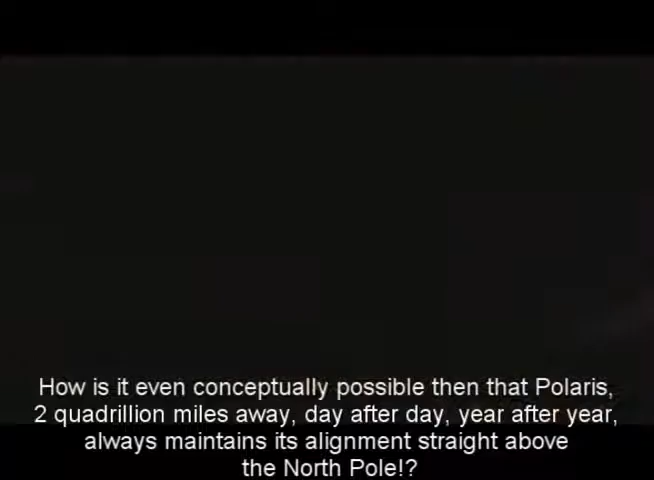 How is it even conceptually possible then that Polaris,
2 quadrillion miles away, day after day, year after year,
always maintains its alignment straight above
the North Pole!?